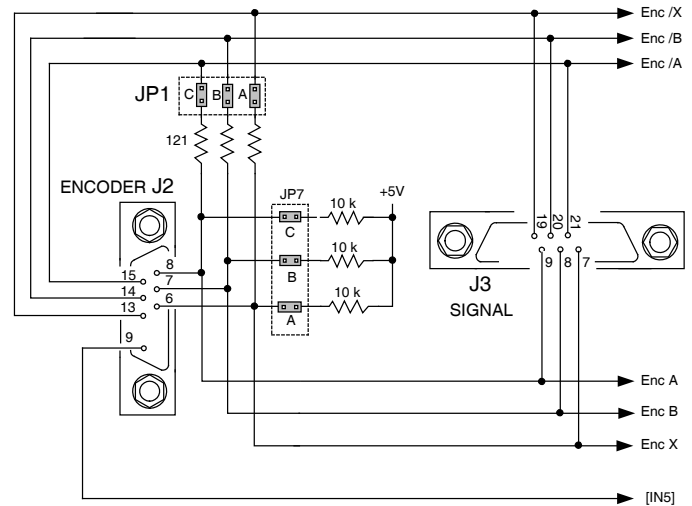 Enc /X
Enc /B
Enc /A
JP1
C
B
A
121
ENCODER J2
JP7
+5V
10 k
C
10 k
B
10 k
A
8
7
6
15
14
13
9
19
20
21
9
8
7
J3
SIGNAL
Enc A
Enc B
Enc X
[IN5]